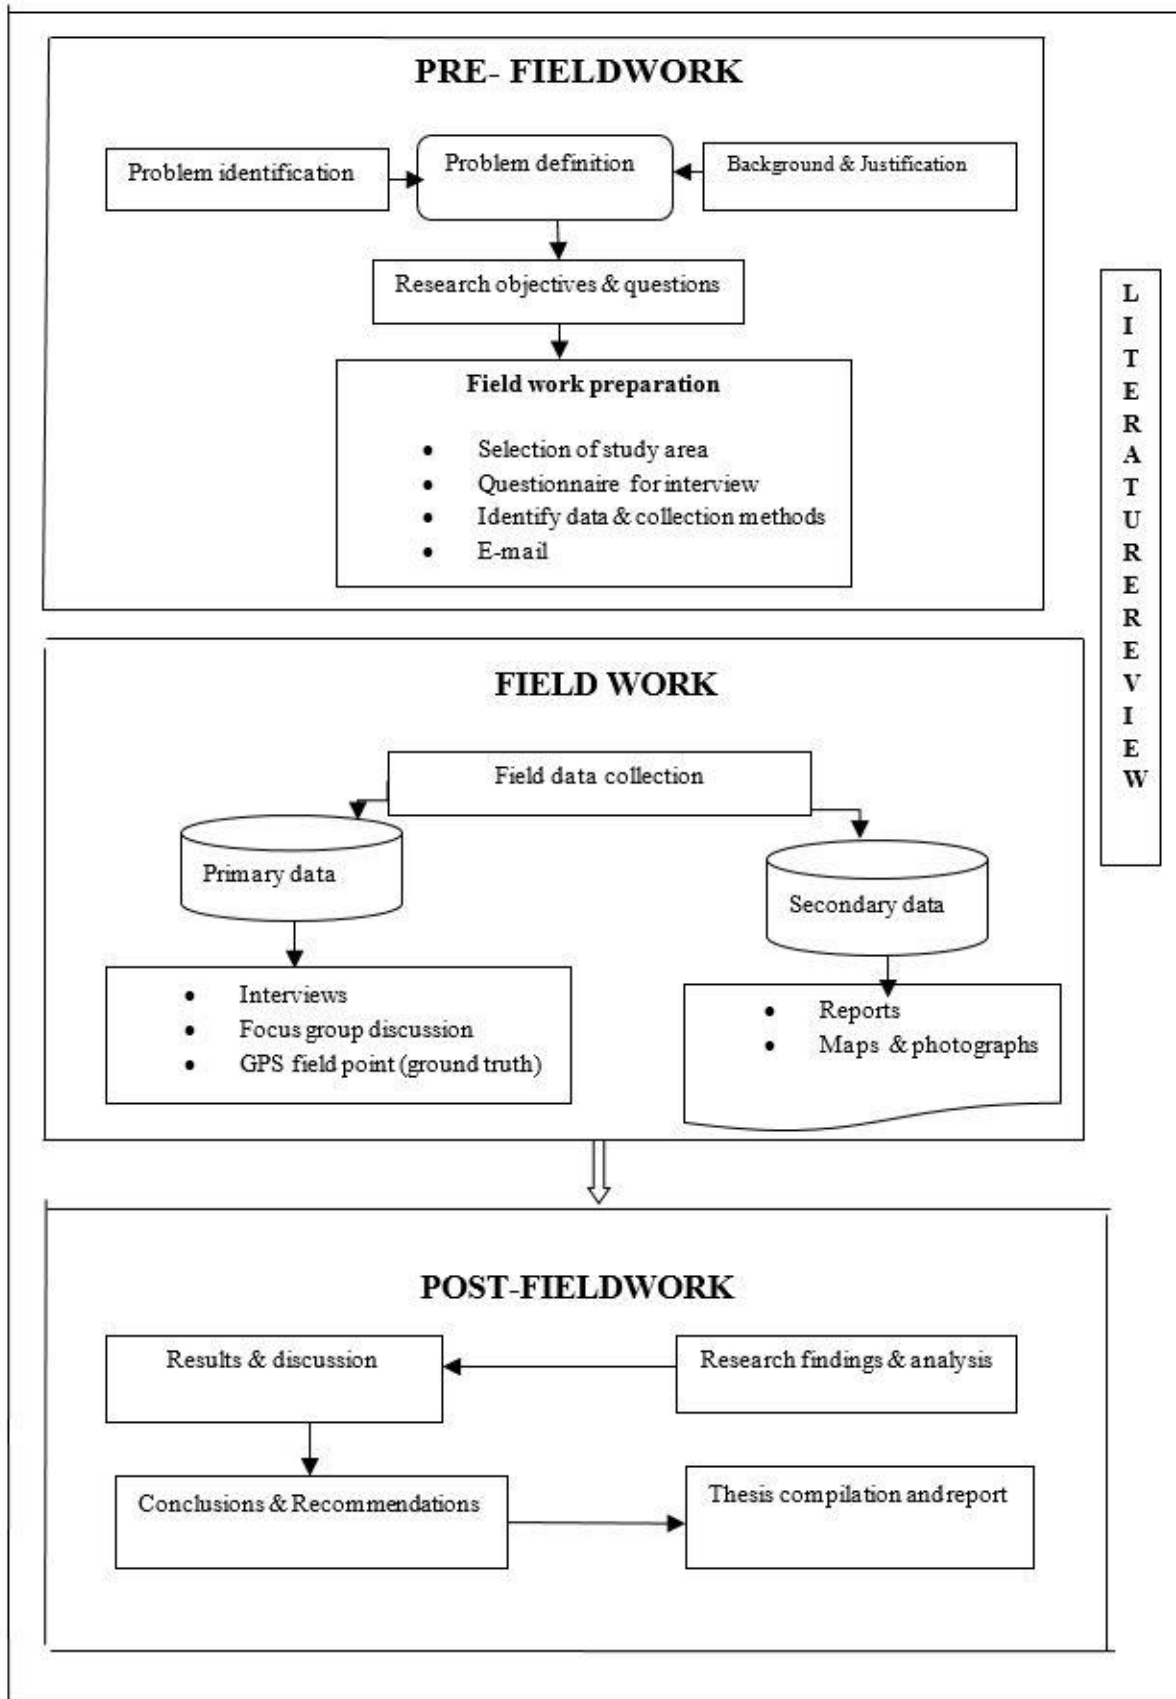 PRE- FIELDWORK
Problem identification
Problem definition
Background & Justification
Research objectives & questions
Field work preparation
• Selection of study area
• Questionnaire for interview
• Identify data & collection methods
• E-mail
L
I
T
E
R
A
T
U
R
E
R
E
V
I
E
W
FIELD WORK
Field data collection
Primary data
Secondary data
• Interviews
• Focus group discussion
• GPS field point (ground truth)
• Reports
• Maps & photographs
POST-FIELDWORK
Results & discussion
Research findings & analysis
Conclusions & Recommendations
Thesis compilation and report